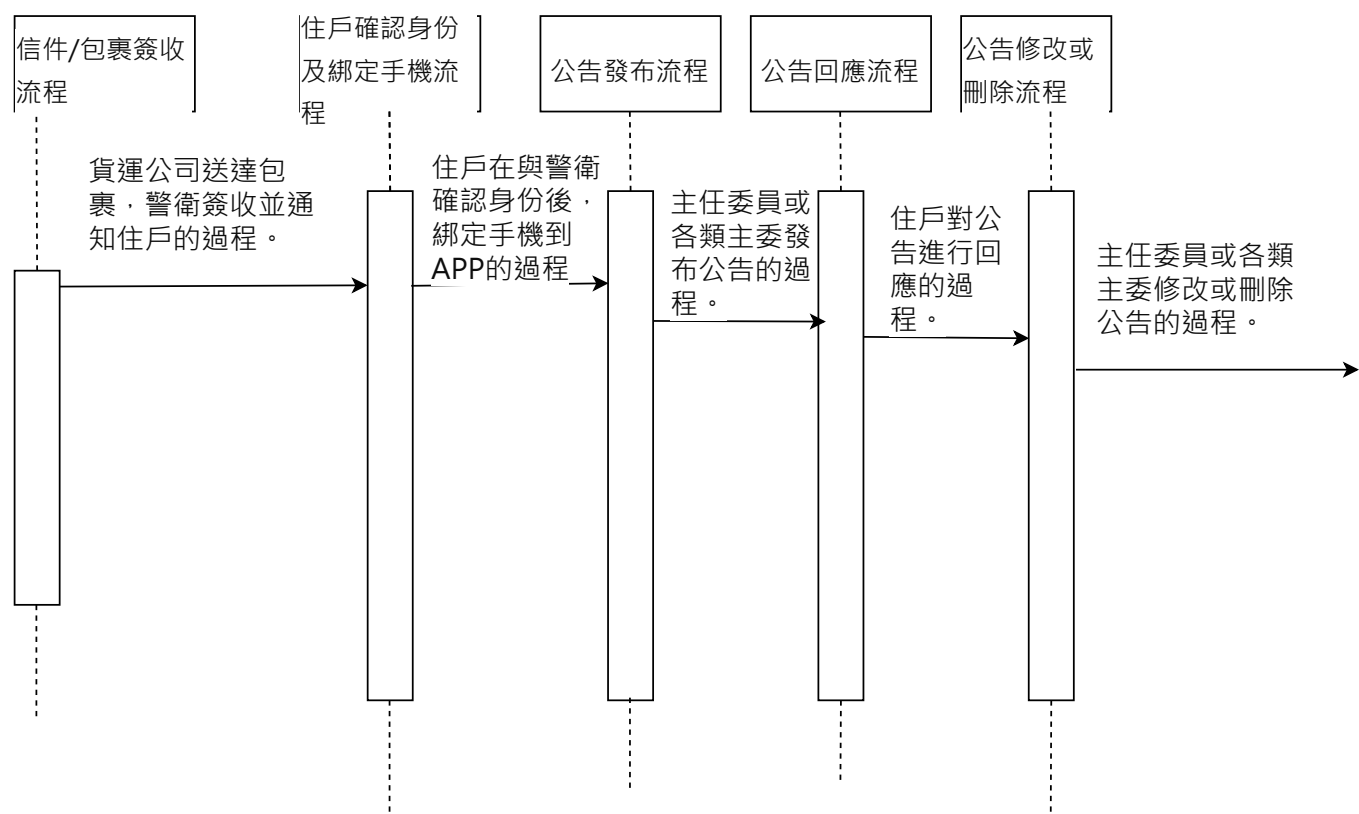 信件/包裹簽收
流程
住戶確認身份
及綁定手機流
程
公告發布流程
公告回應流程
公告修改或
刪除流程
貨運公司送達包
裹，警衛簽收並通
知住戶的過程。
住戶在與警衛
確認身份後，
綁定手機到
APP的過程
主任委員或
各類主委發
布公告的過
程。
住戶對公
告進行回
應的過
程。
主任委員或各類
主委修改或刪除
公告的過程。